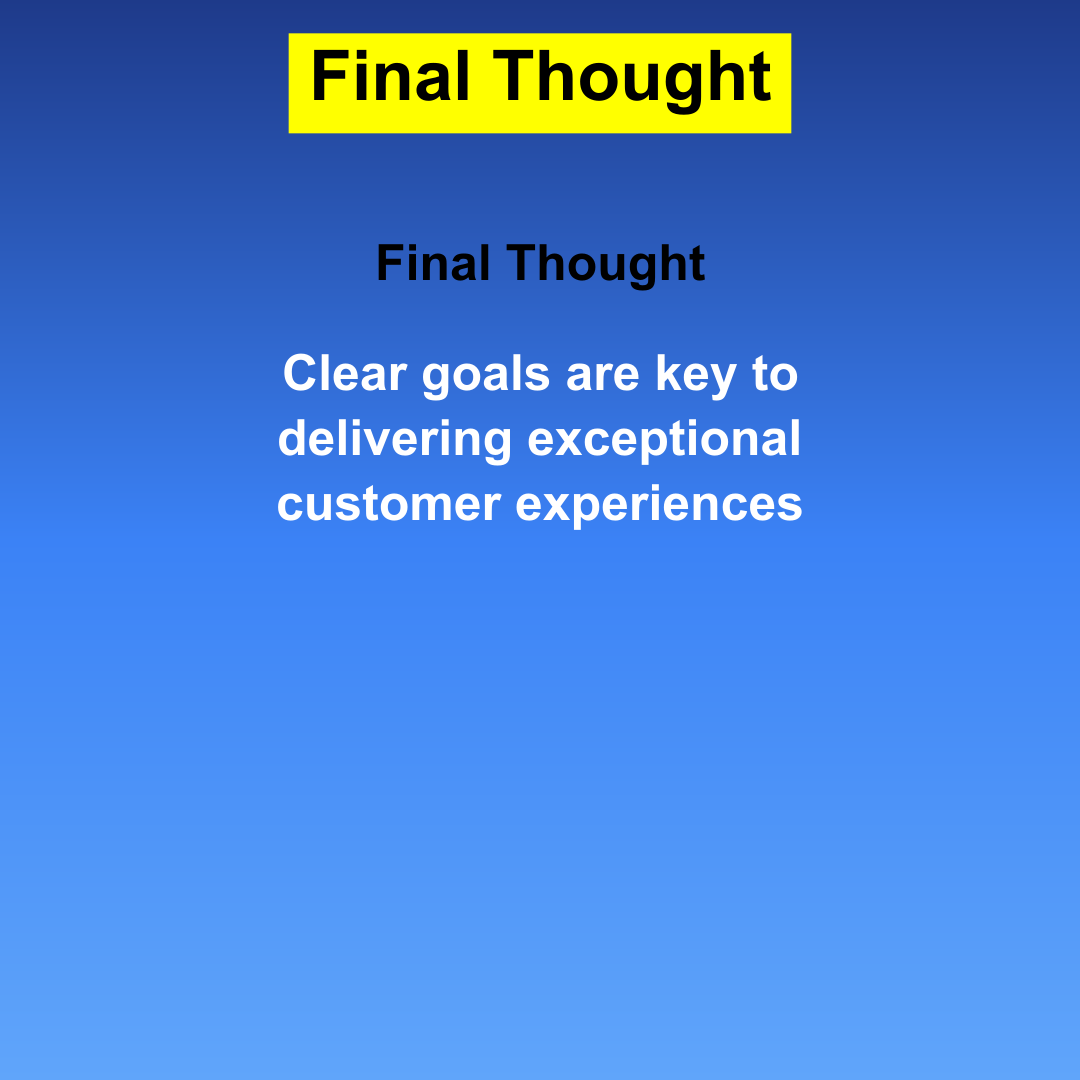 Final Thought
Final Thought
Clear goals are key to
delivering exceptional
customer experiences